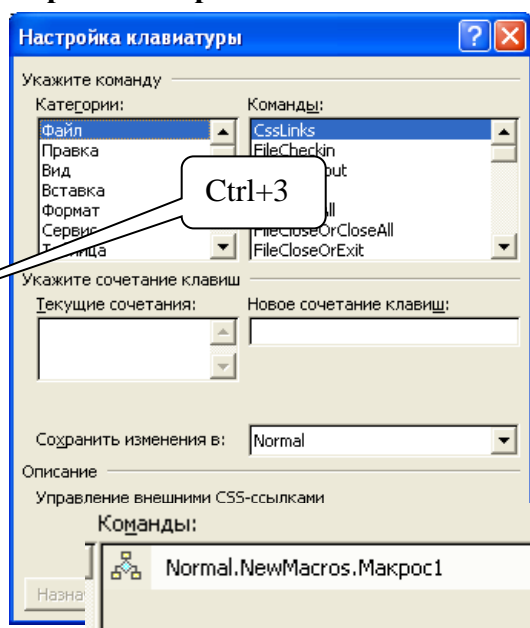 Настройка клавиатуры
Укажите команду
Категории:
Команды:
Файл
Правка
Вид
Вставка
Формат
Сервис
CssLinks
FileCheckin
FileCloseOrCloseAll
FileCloseOrExit
Ctrl+3
Укажите сочетание клавиш
Текущие сочетания:
Новое сочетание клавиш:
Сохранить изменения в:
Normal
Описание
Управление внешними CSS-ссылками
Команды:
Normal.NewMacros.Макрос1